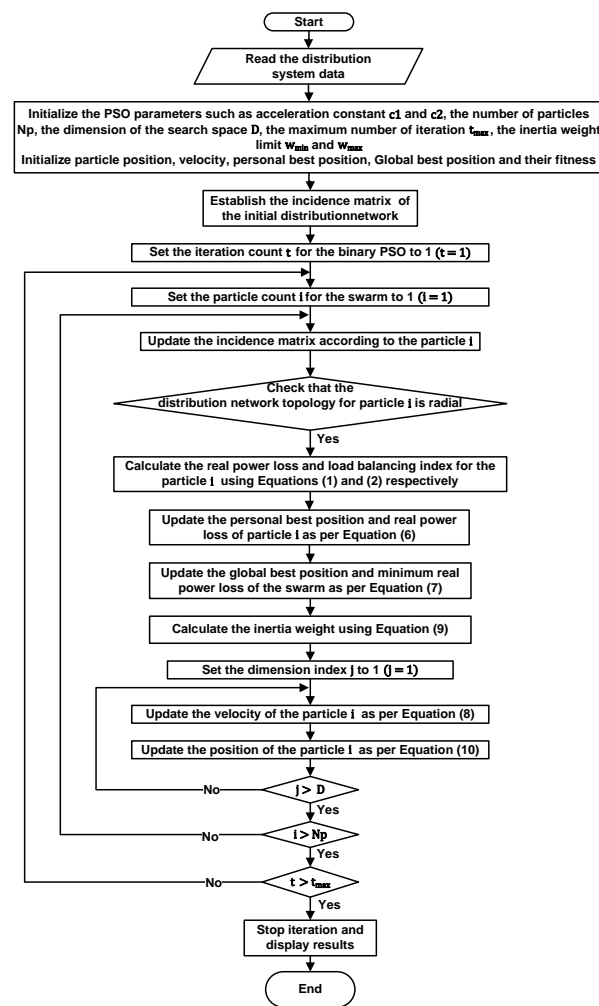 Start
Read the distribution
system data
Initialize the PSO parameters such as acceleration constant c1 and c2, the number of particles
Np, the dimension of the search space D, the maximum number of iteration tmax, the inertia weight
limit wmin and wmax
Initialize particle position, velocity, personal best position, Global best position and their fitness
Establish the incidence matrix of
the initial distributionnetwork
Set the iteration count t for the binary PSO to 1 (t = 1)
Set the particle count i for the swarm to 1 (i = 1)
Update the incidence matrix according to the particle i
Check that the
distribution network topology for particle i is radial
Yes
Calculate the real power loss and load balancing index for the
particle i using Equations (1) and (2) respectively
Update the personal best position and real power
loss of particle i as per Equation (6)
Update the global best position and minimum real
power loss of the swarm as per Equation (7)
Calculate the inertia weight using Equation (9)
Set the dimension index j to 1 (j = 1)
Update the velocity of the particle i as per Equation (8)
Update the position of the particle i as per Equation (10)
No
j > D
Yes
No
i > Np
Yes
No
t > tmax
Yes
Stop iteration and
display results
End